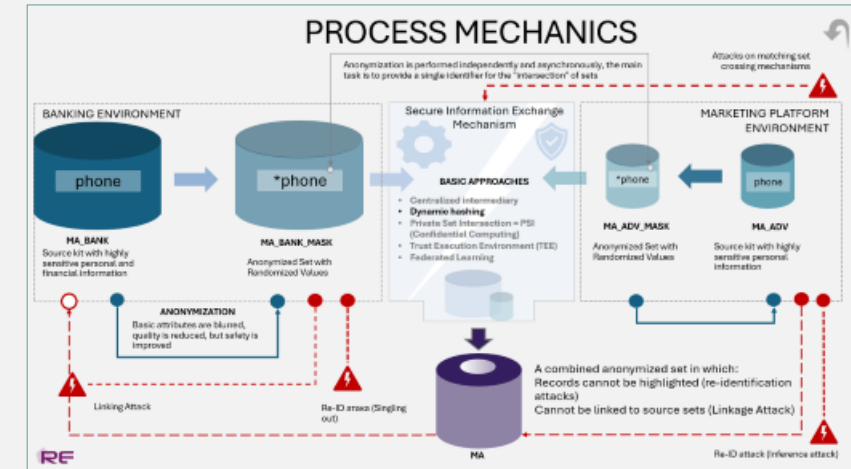 PROCESS MECHANICS
Anonymization is performed independently and asynchronously, the main
task is to provide a single identifier for the "intersection" of sets
Attacks on matching set
crossing mechanisms
BANKING ENVIRONMENT
phone
*phone
MA_BANK
Source kit with highly
sensitive personal and
financial information
MA_BANK_MASK
Anonymized Set with
Randomized Values
Secure Information Exchange
Mechanism
BASIC APPROACHES
• Centralized intermediary
• Dynamic hashing
• Private Set Intersection = PSI
(Confidential Computing)
• Trust Execution Environment (TEE)
• Federated Learning
MARKETING PLATFORM
ENVIRONMENT
*phone
phone
MA_ADV_MASK
Anonymized Set with
Randomized Values
MA_ADV
Source kit with highly
sensitive personal
information
ANONYMIZATION
Basic attributes are blurred,
quality is reduced, but safety is
improved
Linking Attack
Re-ID атака (Singling
out)
MA
A combined anonymized set in which:
Records cannot be highlighted (re-identification
attacks)
Cannot be linked to source sets (Linkage Attack)
Re-ID attack (Inference attack)
RE